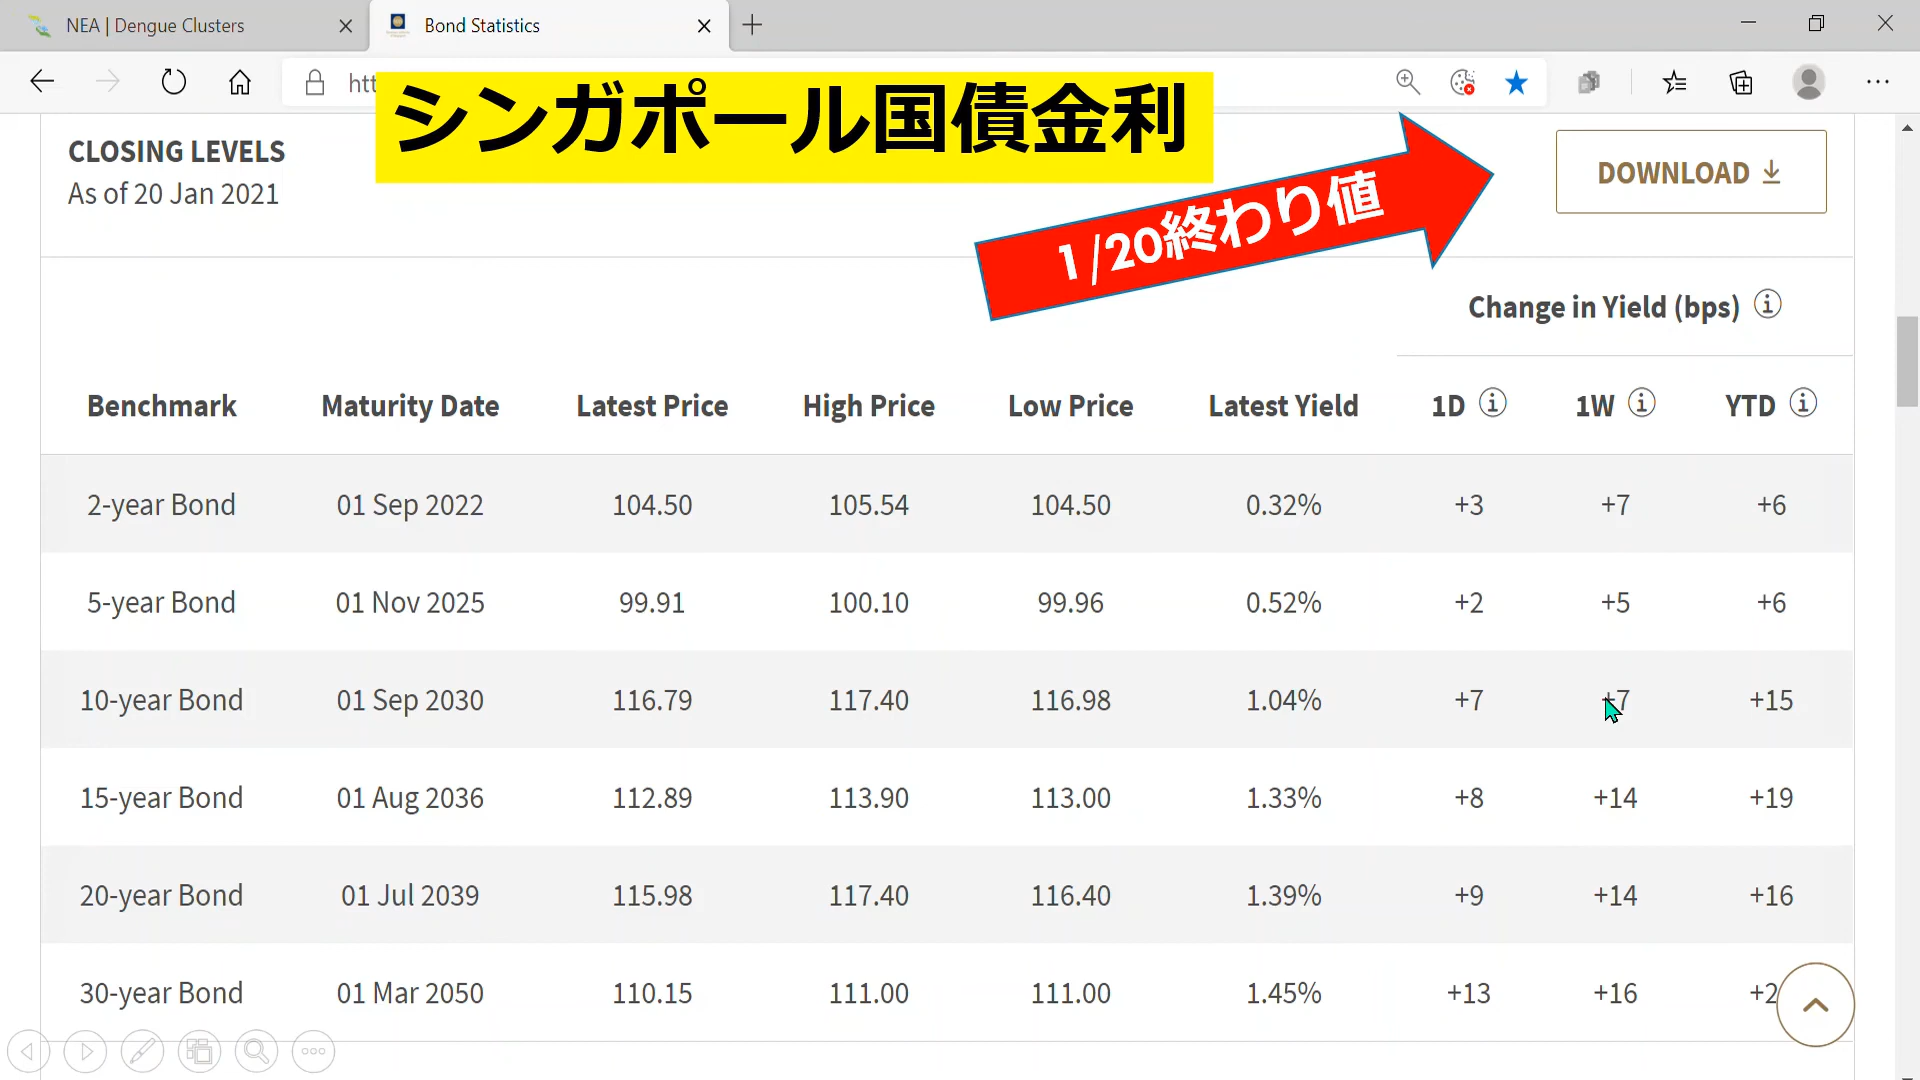 NEA | Dengue Clusters
Bond Statistics
シンガポール国債金利
CLOSING LEVELS
As of 20 Jan 2021
1/20終わり値
DOWNLOAD
Change in Yield (bps)
Benchmark Maturity Date Latest Price High Price Low Price Latest Yield 1D 1W YTD
2-year Bond 01 Sep 2022 104.50 105.54 104.50 0.32% +3 +7 +6
5-year Bond 01 Nov 2025 99.91 100.10 99.96 0.52% +2 +5 +6
10-year Bond 01 Sep 2030 116.79 117.40 116.98 1.04% +7 +7 +15
15-year Bond 01 Aug 2036 112.89 113.90 113.00 1.33% +8 +14 +19
20-year Bond 01 Jul 2039 115.98 117.40 116.40 1.39% +9 +14 +16
30-year Bond 01 Mar 2050 110.15 111.00 111.00 1.45% +13 +16